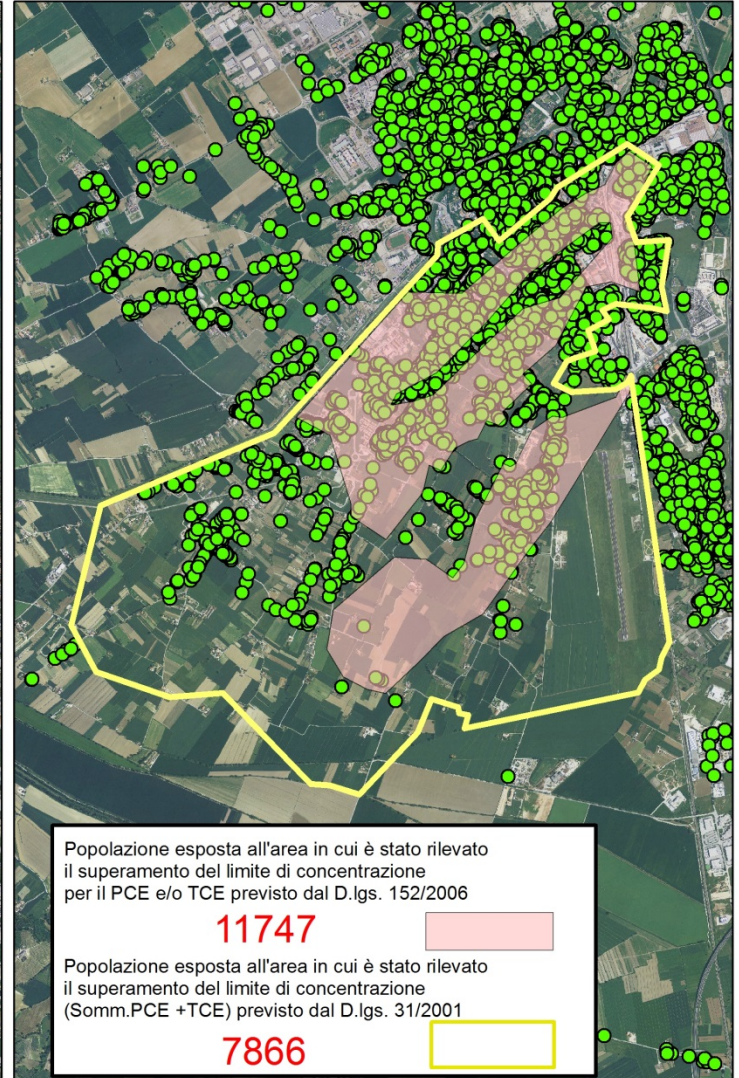 Popolazione esposta all'area in cui è stato rilevato
il superamento del limite di concentrazione
per il PCE e/o TCE previsto dal D.lgs. 152/2006
11747
Popolazione esposta all'area in cui è stato rilevato
il superamento del limite di concentrazione
(Somm.PCE +TCE) previsto dal D.lgs. 31/2001
7866